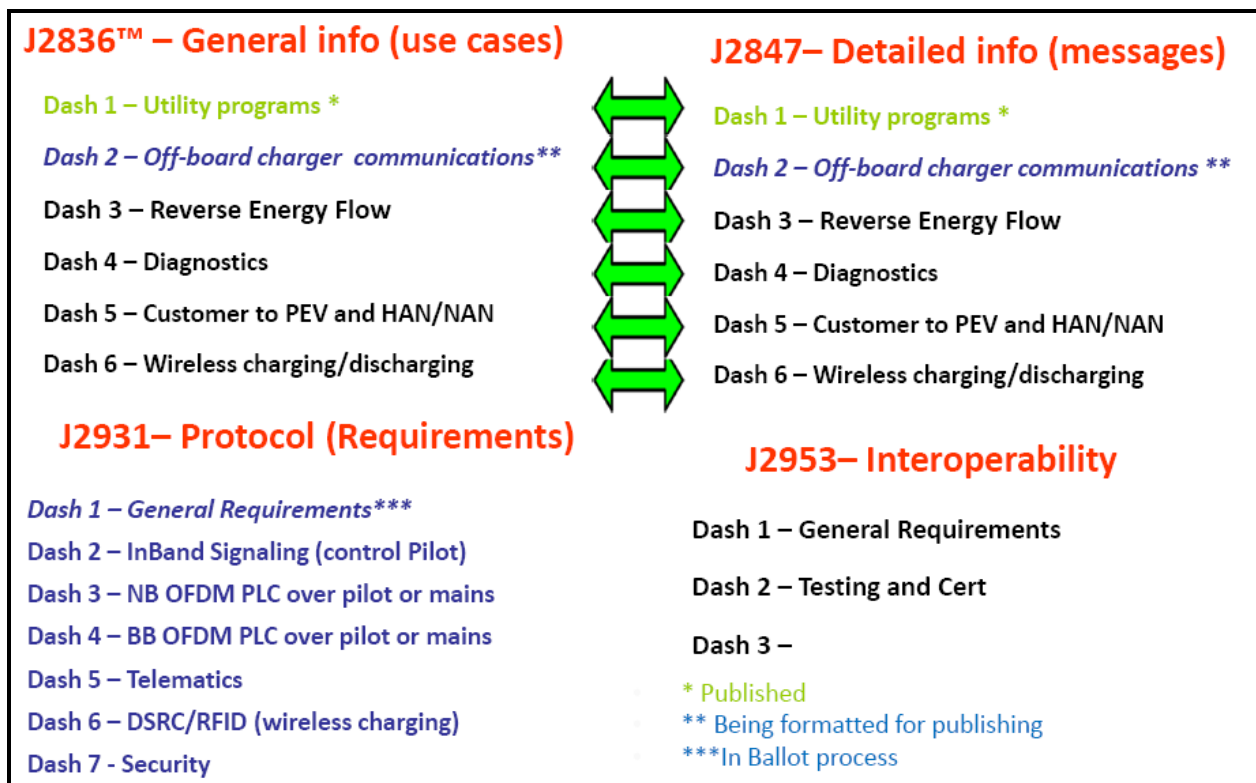 J2836™ – General info (use cases)
Dash 1 – Utility programs *
Dash 2 – Off-board charger communications**
Dash 3 – Reverse Energy Flow
Dash 4 – Diagnostics
Dash 5 – Customer to PEV and HAN/NAN
Dash 6 – Wireless charging/discharging
J2847– Detailed info (messages)
Dash 1 – Utility programs *
Dash 2 – Off-board charger communications **
Dash 3 – Reverse Energy Flow
Dash 4 – Diagnostics
Dash 5 – Customer to PEV and HAN/NAN
Dash 6 – Wireless charging/discharging
J2931– Protocol (Requirements)
Dash 1 – General Requirements***
Dash 2 – InBand Signaling (control Pilot)
Dash 3 – NB OFDM PLC over pilot or mains
Dash 4 – BB OFDM PLC over pilot or mains
Dash 5 – Telematics
Dash 6 – DSRC/RFID (wireless charging)
Dash 7 - Security
J2953– Interoperability
Dash 1 – General Requirements
Dash 2 – Testing and Cert
Dash 3 –
* Published
** Being formatted for publishing
***In Ballot process